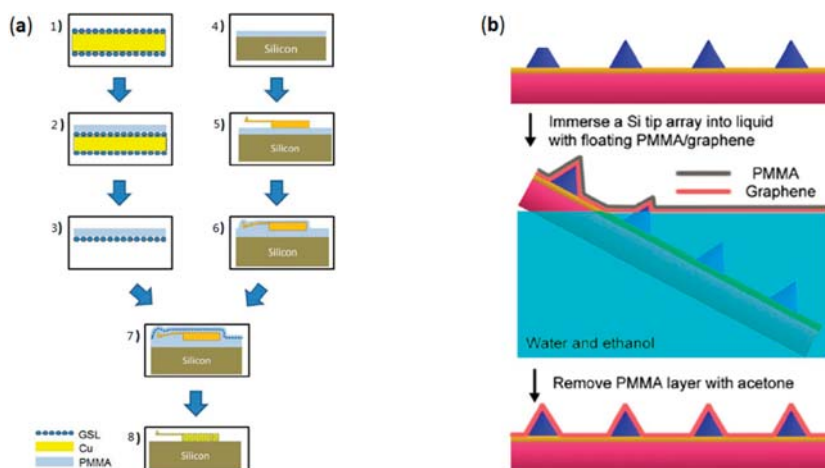 (a)
1)
2)
3)
4)
Silicon
5)
Silicon
6)
Silicon
7)
Silicon
8)
Silicon
GSL
Cu
PMMA
(b)
Immerse a Si tip array into liquid
with floating PMMA/graphene
PMMA
Graphene
Water and ethanol
Remove PMMA layer with acetone